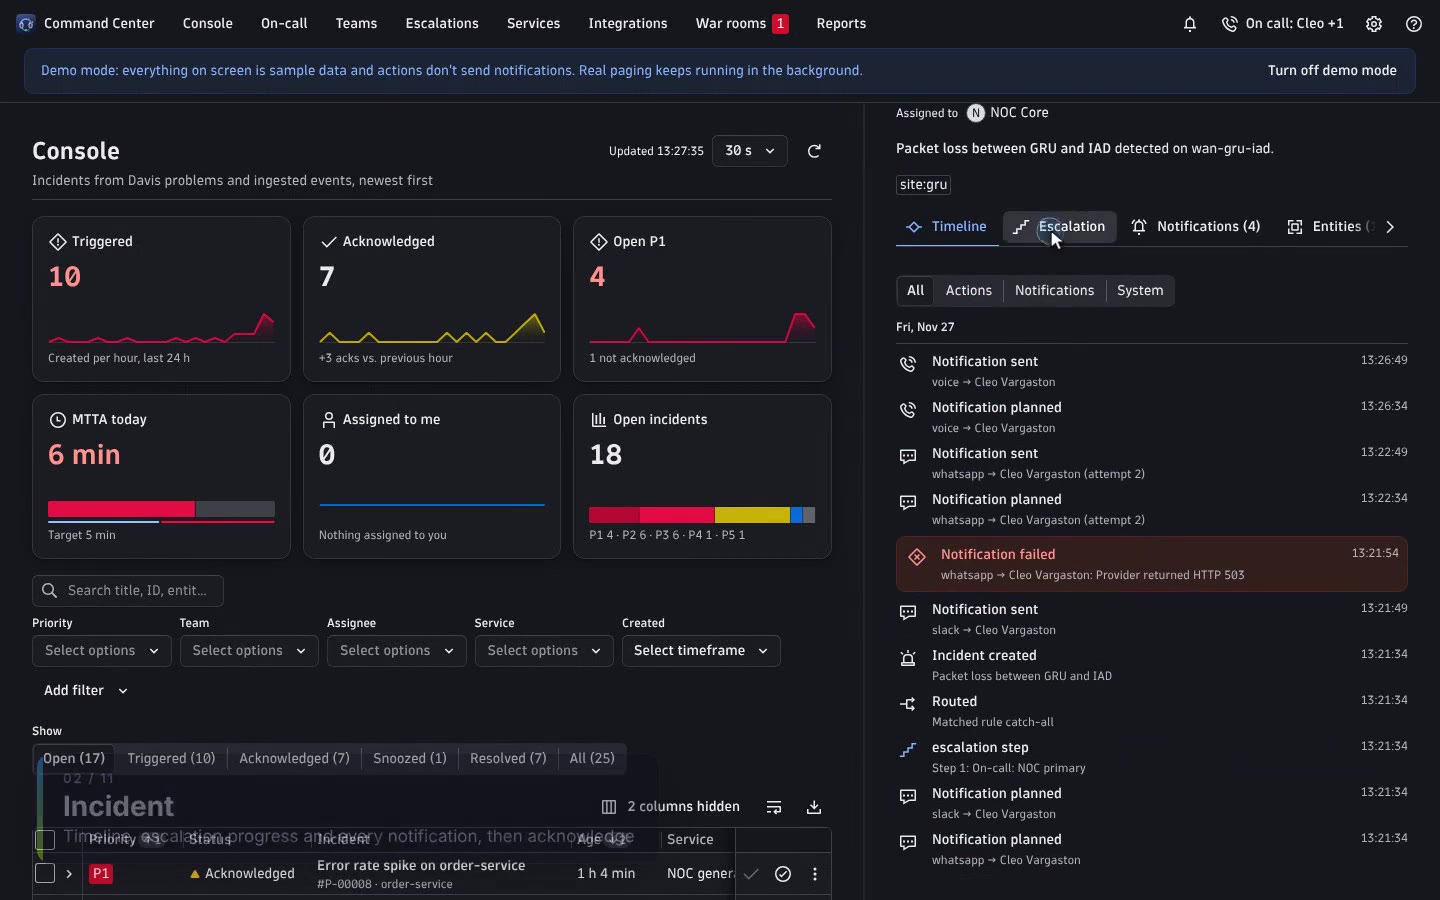 Command Center Console On-call Teams Escalations Services Integrations War rooms 1 Reports On call: Cleo +1
Demo mode: everything on screen is sample data and actions don't send notifications. Real paging keeps running in the background. Turn off demo mode
Console
Updated 13:27:35 30 s
Incidents from Davis problems and ingested events, newest first
Triggered
10
Created per hour, last 24 h
Acknowledged
7
+3 acks vs. previous hour
Open P1
4
1 not acknowledged
MTTA today
6 min
Target 5 min
Assigned to me
0
Nothing assigned to you
Open incidents
18
P1 4 · P2 6 · P3 6 · P4 1 · P5 1
Search title, ID, entit...
Priority Team Assignee Service Created
Select options Select options Select options Select options Select timeframe
Add filter
Show
Open (17) Triggered (10) Acknowledged (7) Snoozed (1) Resolved (7) All (25)
02 / 11
Incident
Timeline, escalation progress and every notification, then acknowledge
2 columns hidden
Priority Status Incident Age Service
P1 Acknowledged Error rate spike on order-service 1 h 4 min NOC gener
#P-00008 · order-service
Assigned to N NOC Core
Packet loss between GRU and IAD detected on wan-gru-iad.
site:gru
Timeline Escalation Notifications (4) Entities (
All Actions Notifications System
Fri, Nov 27
Notification sent 13:26:49
voice → Cleo Vargaston
Notification planned 13:26:34
voice → Cleo Vargaston
Notification sent 13:22:49
whatsapp → Cleo Vargaston (attempt 2)
Notification planned 13:22:34
whatsapp → Cleo Vargaston (attempt 2)
Notification failed 13:21:54
whatsapp → Cleo Vargaston: Provider returned HTTP 503
Notification sent 13:21:49
slack → Cleo Vargaston
Incident created 13:21:34
Packet loss between GRU and IAD
Routed 13:21:34
Matched rule catch-all
escalation step 13:21:34
Step 1: On-call: NOC primary
Notification planned 13:21:34
slack → Cleo Vargaston
Notification planned 13:21:34
whatsapp → Cleo Vargaston